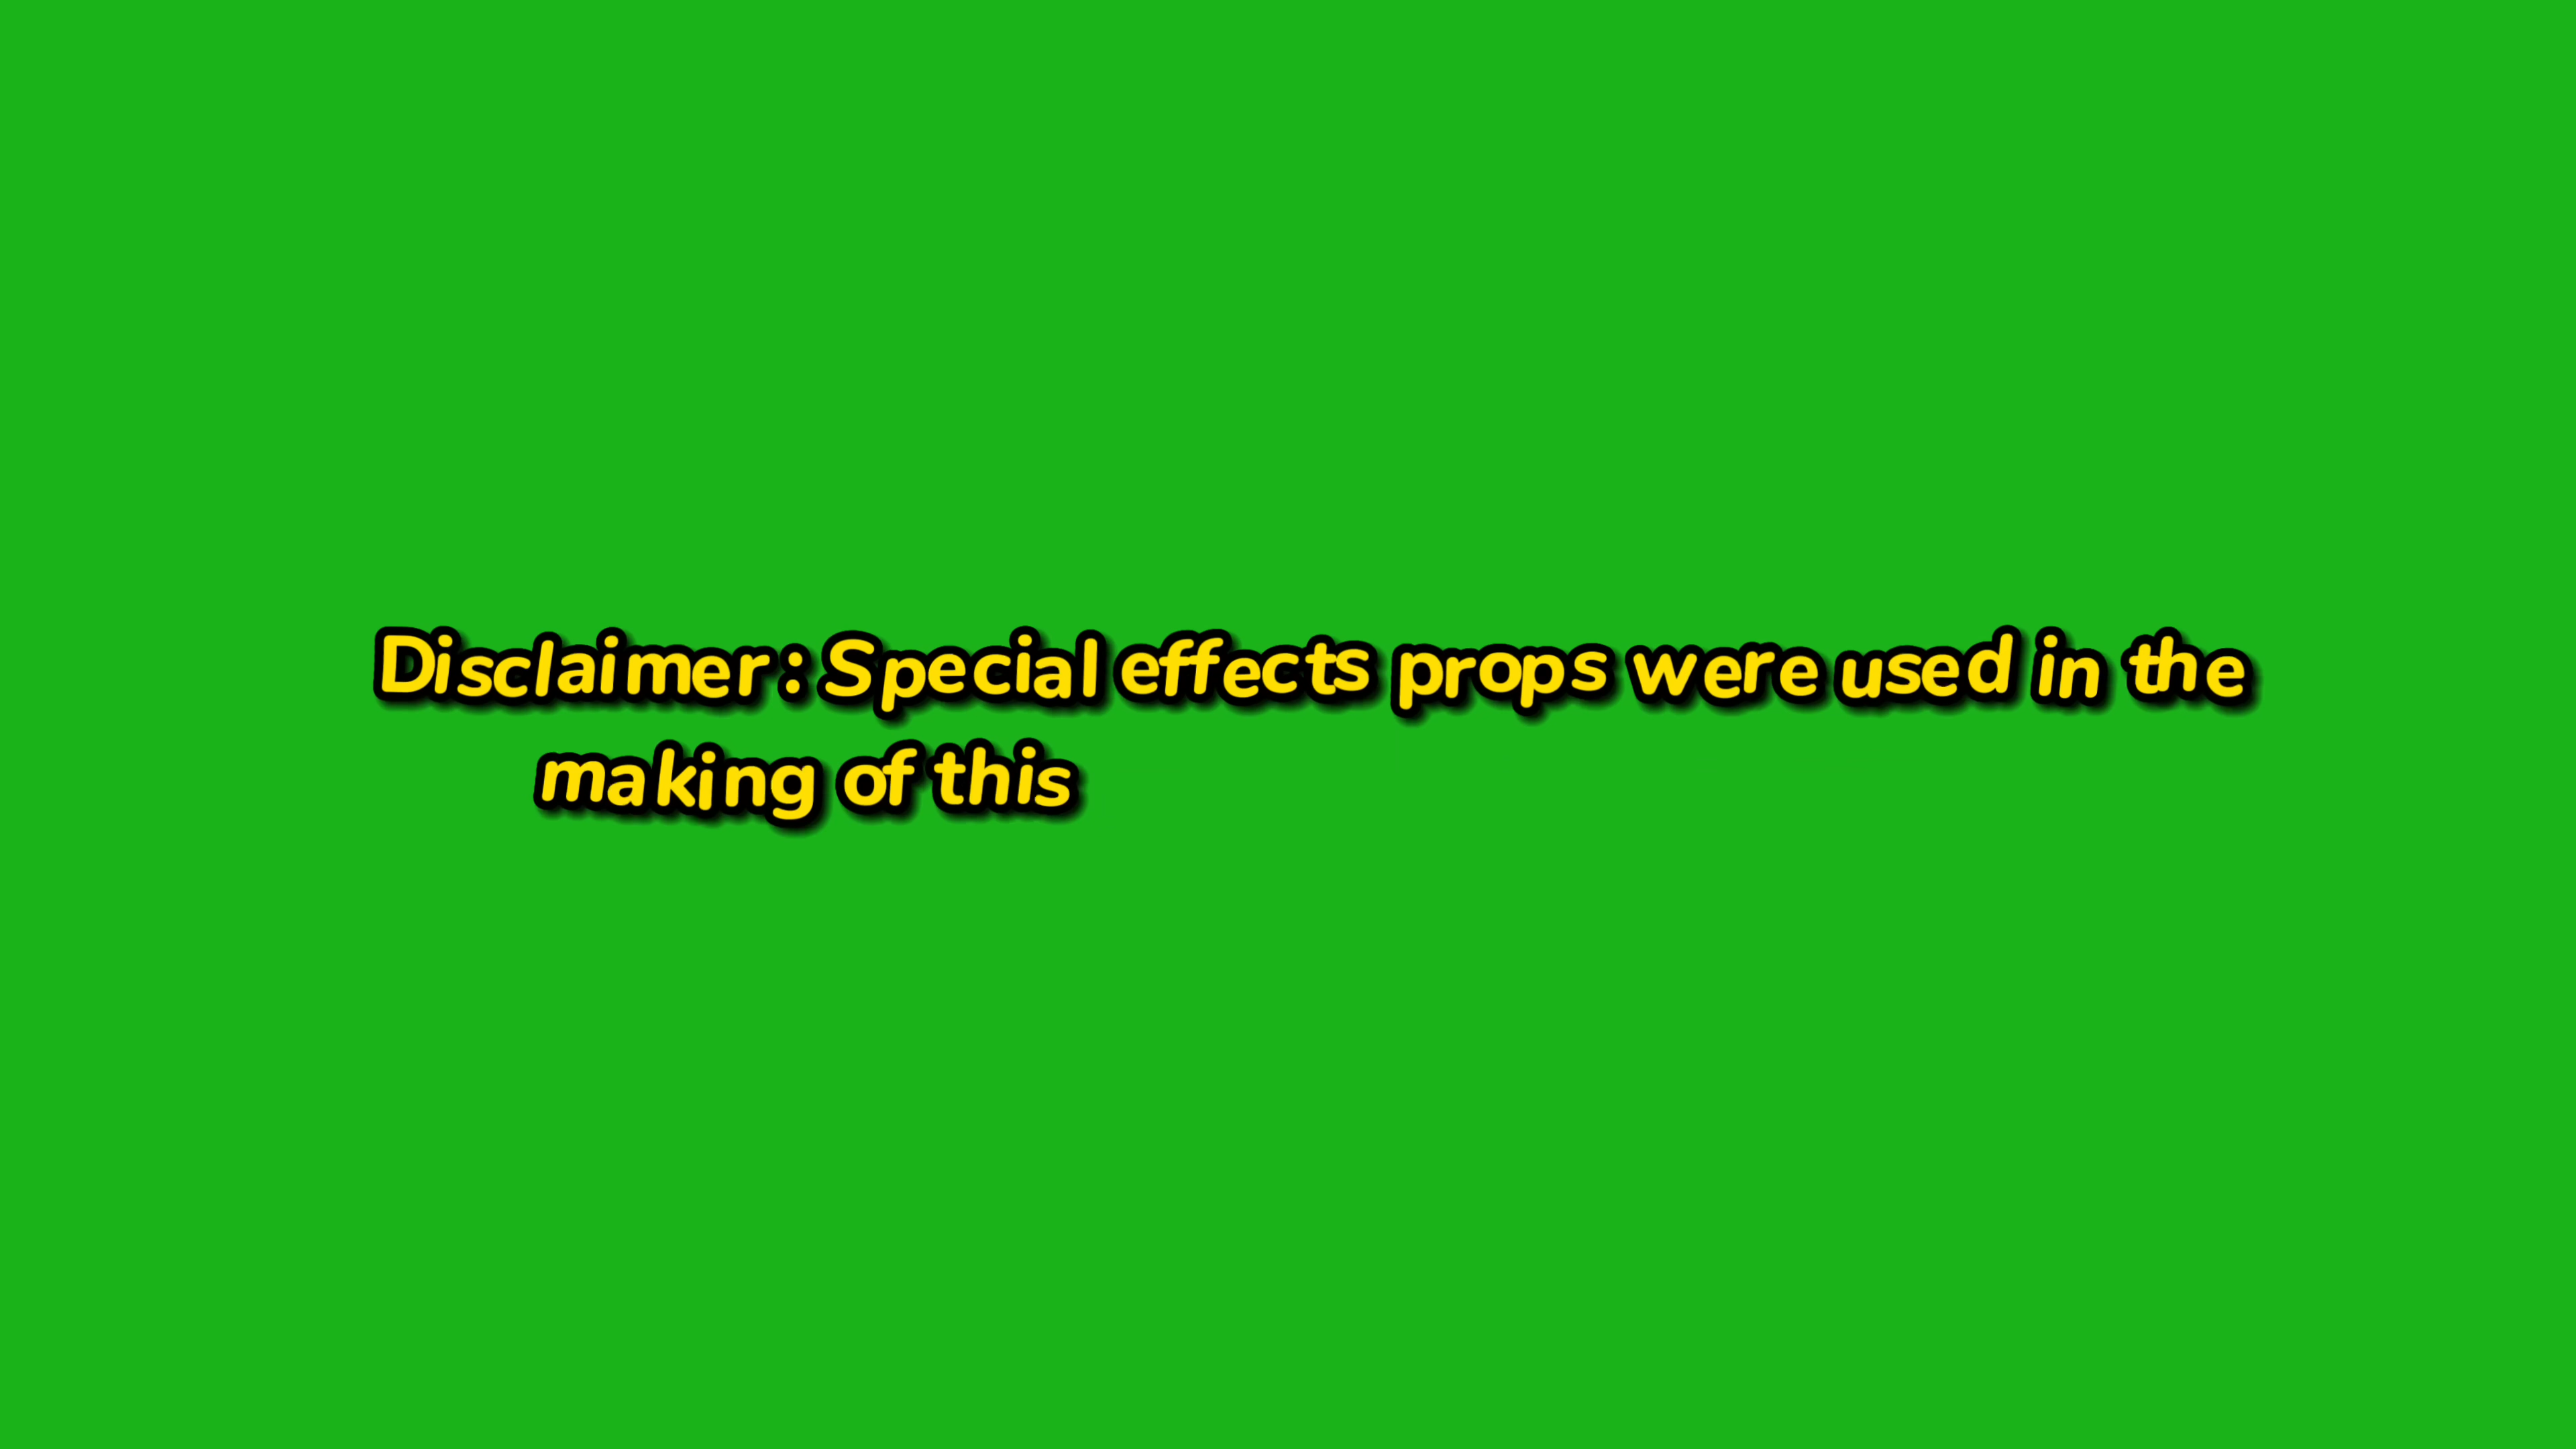 Disclaimer: Special effects props were used in the
making of this